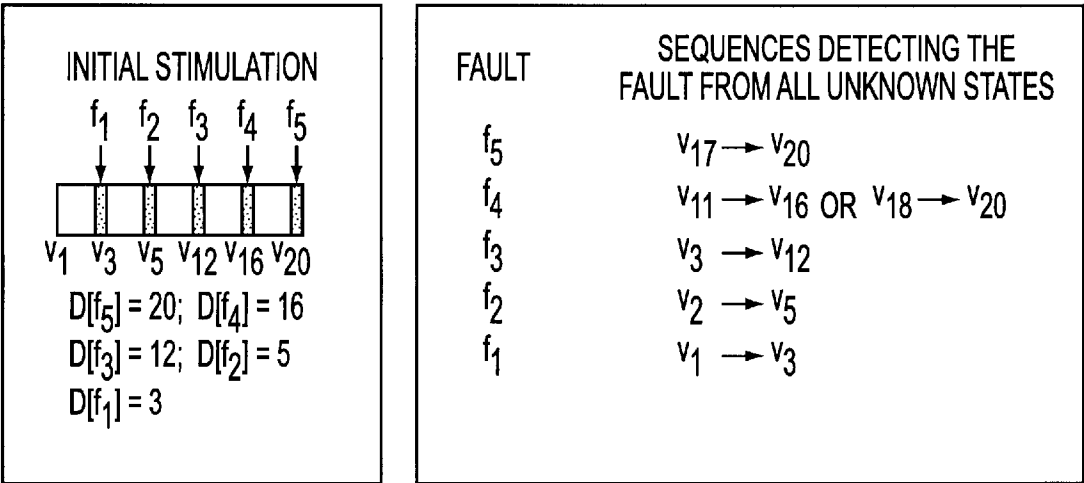 INITIAL STIMULATION
f1 f2 f3 f4 f5
v1 v3 v5 v12 v16 v20
D[f5] = 20; D[f4] = 16
D[f3] = 12; D[f2] = 5
D[f1] = 3
FAULT
SEQUENCES DETECTING THE
FAULT FROM ALL UNKNOWN STATES
f5 v17 → v20
f4 v11 → v16 OR v18 → v20
f3 v3 → v12
f2 v2 → v5
f1 v1 → v3